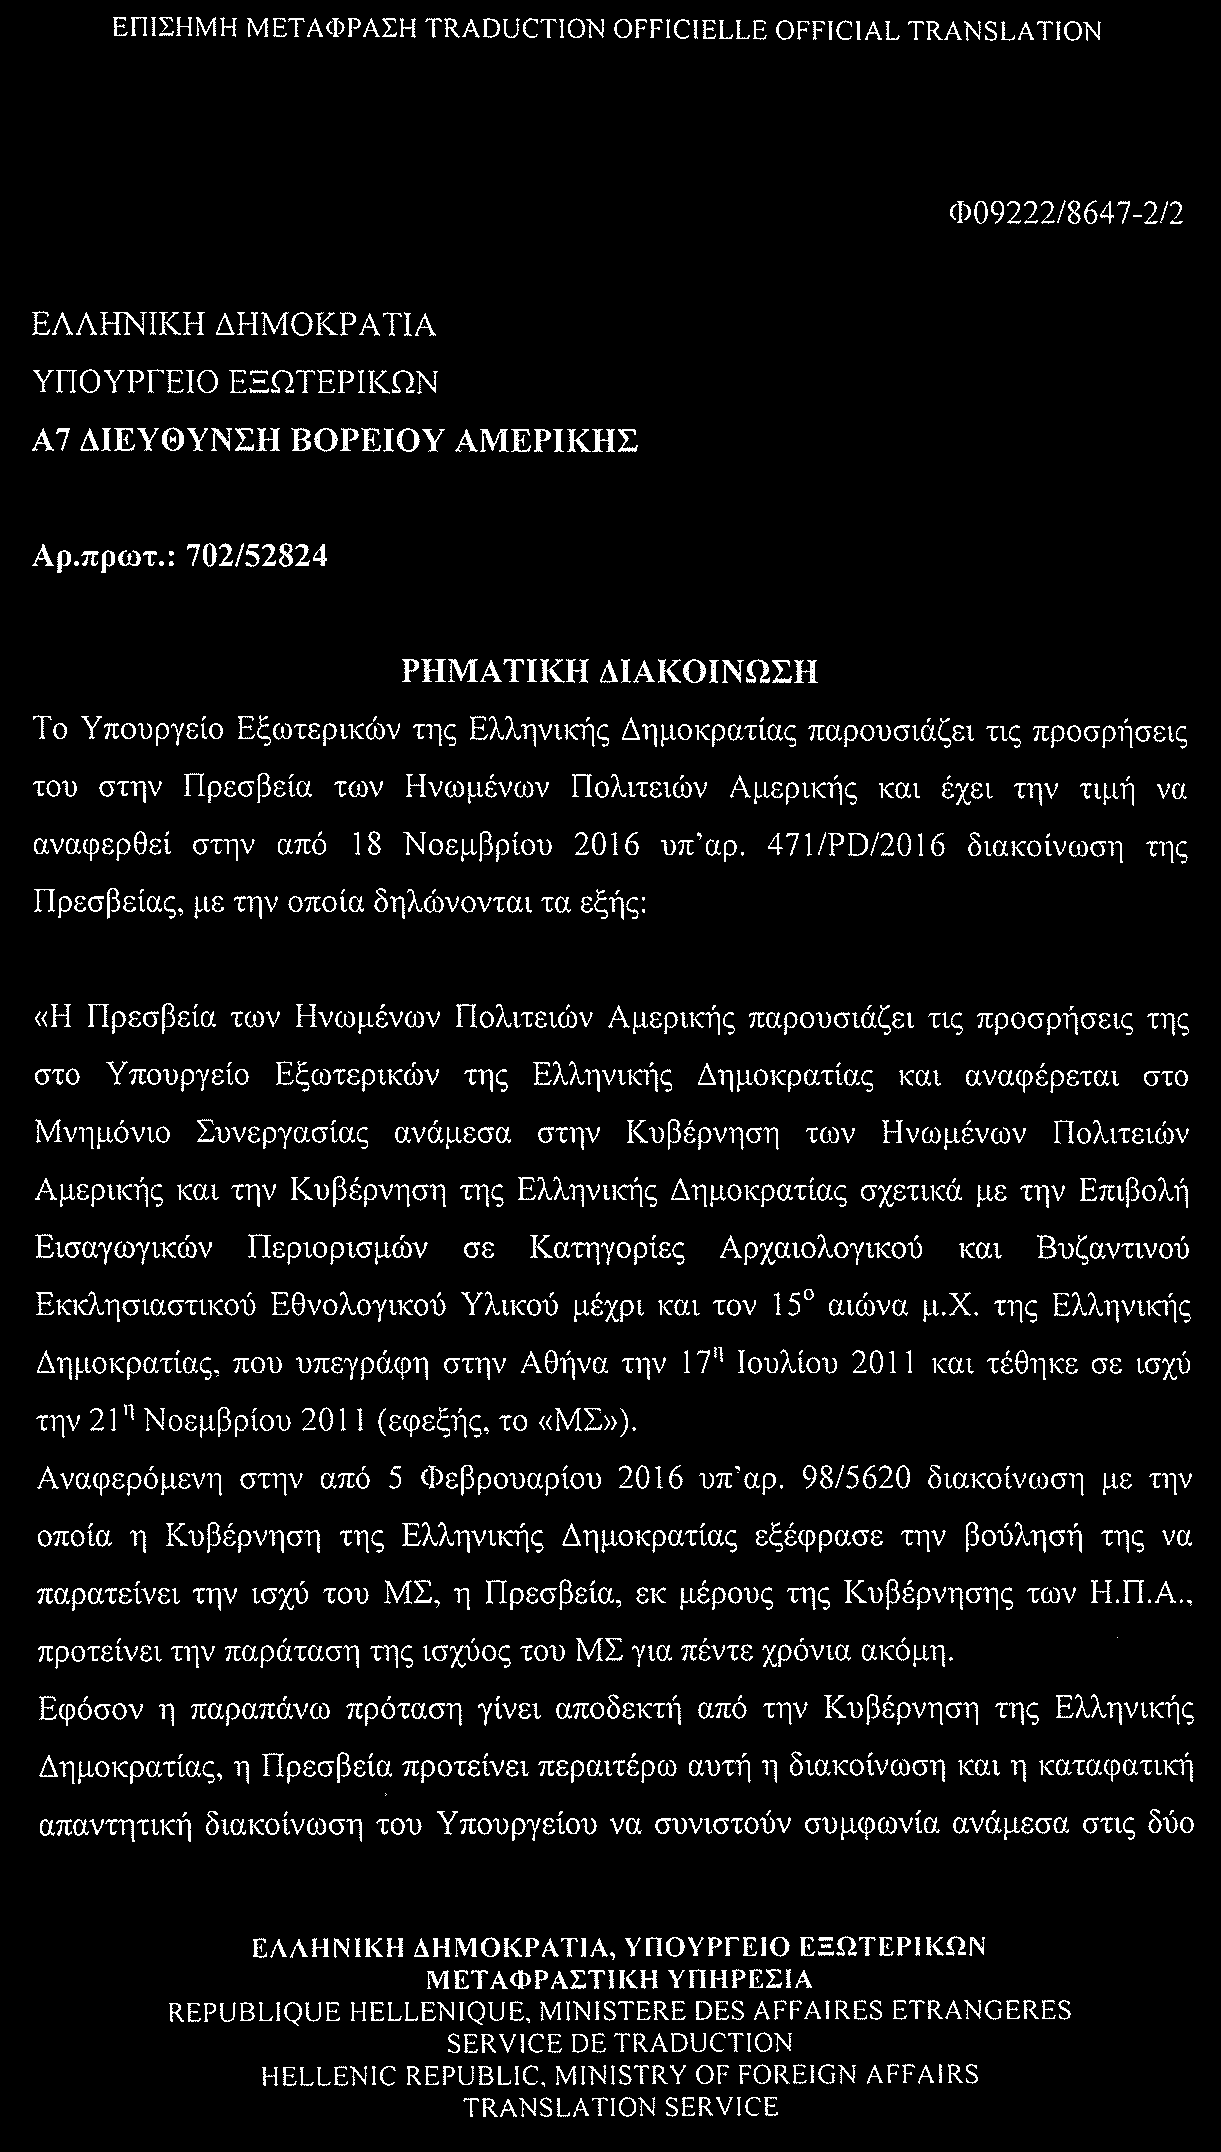 ΕΠΙΣΗΜΗ ΜΕΤΑΦΡΑΣΗ TRADUCTION OFFICIELLE OFFICIAL TRANSLATION
Φ09222/8647-2/2
ΕΛΛΗΝΙΚΗ ΔΗΜΟΚΡΑΤΙΑ
ΥΠΟΥΡΓΕΙΟ ΕΞΩΤΕΡΙΚΩΝ
Α7 ΔΙΕΥΘΥΝΣΗ ΒΟΡΕΙΟΥ ΑΜΕΡΙΚΗΣ
Αρ.πρωτ.: 702/52824
ΡΗΜΑΤΙΚΗ ΔΙΑΚΟΙΝΩΣΗ
Το Υπουργείο Εξωτερικών της Ελληνικής Δημοκρατίας παρουσιάζει τις προσρήσεις
του στην Πρεσβεία των Ηνωμένων Πολιτειών Αμερικής και έχει την τιμή να
αναφερθεί στην από 18 Νοεμβρίου 2016 υπ’αρ. 471/PD/2016 διακοίνωση της
Πρεσβείας, με την οποία δηλώνονται τα εξής:
«Η Πρεσβεία των Ηνωμένων Πολιτειών Αμερικής παρουσιάζει τις προσρήσεις της
στο Υπουργείο Εξωτερικών της Ελληνικής Δημοκρατίας και αναφέρεται στο
Μνημόνιο Συνεργασίας ανάμεσα στην Κυβέρνηση των Ηνωμένων Πολιτειών
Αμερικής και την Κυβέρνηση της Ελληνικής Δημοκρατίας σχετικά με την Επιβολή
Εισαγωγικών Περιορισμών σε Κατηγορίες Αρχαιολογικού και Βυζαντινού
Εκκλησιαστικού Εθνολογικού Υλικού μέχρι και τον 15° αιώνα μ.Χ. της Ελληνικής
Δημοκρατίας, που υπεγράφη στην Αθήνα την 17η Ιουλίου 2011 και τέθηκε σε ισχύ
την 21η Νοεμβρίου 2011 (εφεξής, το «ΜΣ»).
Αναφερόμενη στην από 5 Φεβρουαρίου 2016 υπ’αρ. 98/5620 διακοίνωση με την
οποία η Κυβέρνηση της Ελληνικής Δημοκρατίας εξέφρασε την βούλησή της να
παρατείνει την ισχύ του ΜΣ, η Πρεσβεία, εκ μέρους της Κυβέρνησης των Η.Π.Α.,
προτείνει την παράταση της ισχύος του ΜΣ για πέντε χρόνια ακόμη.
Εφόσον η παραπάνω πρόταση γίνει αποδεκτή από την Κυβέρνηση της Ελληνικής
Δημοκρατίας, η Πρεσβεία προτείνει περαιτέρω αυτή η διακοίνωση και η καταφατική
απαντητική διακοίνωση του Υπουργείου να συνιστούν συμφωνία ανάμεσα στις δύο
ΕΛΛΗΝΙΚΗ ΔΗΜΟΚΡΑΤΙΑ, ΥΠΟΥΡΓΕΙΟ ΕΞΩΤΕΡΙΚΩΝ
ΜΕΤΑΦΡΑΣΤΙΚΗ ΥΠΗΡΕΣΙΑ
REPUBLIQUE HELLENIQUE, MINISTERE DES AFFAIRES ETRANGERES
SERVICE DE TRADUCTION
HELLENIC REPUBLIC, MINISTRY OF FOREIGN AFFAIRS
TRANSLATION SERVICE